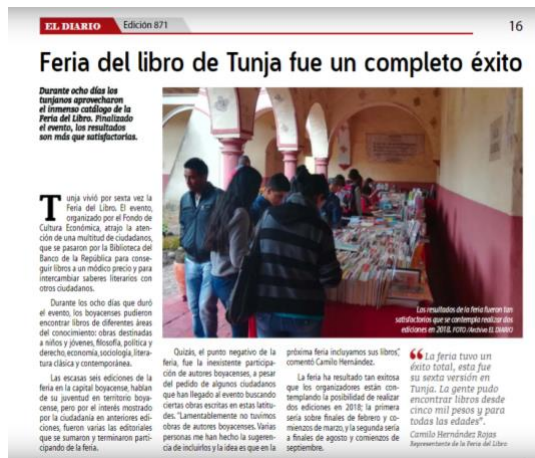 EL DIARIO
Edición 871
16
Feria del libro de Tunja fue un completo éxito
Durante ocho días los
tunjanos aprovecharon
el inmenso catálogo de la
Feria del Libro. Finalizado
el evento, los resultados
son más que satisfactorias.
Tunja vivió por sexta vez la
Feria del Libro. El evento,
organizado por el Fondo de
Cultura Económica, atrajo la aten-
ción de una multitud de ciudadanos,
que se pasaron por la Biblioteca del
Banco de la República para conse-
guir libros a un módico precio y para
intercambiar saberes literarios con
otros ciudadanos.
Durante los ocho días que duró
el evento, los boyacenses pudieron
encontrar libros de diferentes áreas
del conocimiento: obras destinadas
a niños y jóvenes, filosofía, política y
derecho, economía, sociología, litera-
tura clásica y contemporánea.
Las escasas seis ediciones de la
feria en la capital boyacense, hablan
de su juventud en territorio boya-
cense, pero por el interés mostrado
por la ciudadanía en anteriores edi-
ciones, fueron varias las editoriales
que se sumaron y terminaron parti-
cipando de la feria.
Los resultados de la feria fueron tan
satisfactorios que se contempla realizar dos
ediciones en 2018. FOTO /Archivo EL DIARIO
Quizás, el punto negativo de la
feria, fue la inexistente participa-
ción de autores boyacenses, a pesar
del pedido de algunos ciudadanos
que han llegado al evento buscando
ciertas obras escritas en estas latitu-
des. "Lamentablemente no tuvimos
obras de autores boyacenses. Varias
personas me han hecho la sugeren-
cia de incluirlos y la idea es que en la
próxima feria incluyamos sus libros",
comentó Camilo Hernández.
La feria ha resultado tan exitosa
que los organizadores están con-
templando la posibilidad de realizar
dos ediciones en 2018; la primera
sería sobre finales de febrero y co-
mienzos de marzo, y la segunda sería
a finales de agosto y comienzos de
septiembre.
“La feria tuvo un
éxito total, esta fue
su sexta versión en
Tunja. La gente pudo
encontrar libros desde
cinco mil pesos y para
todas las edades".
Camilo Hernández Rojas
Representante de la Feria del Libro